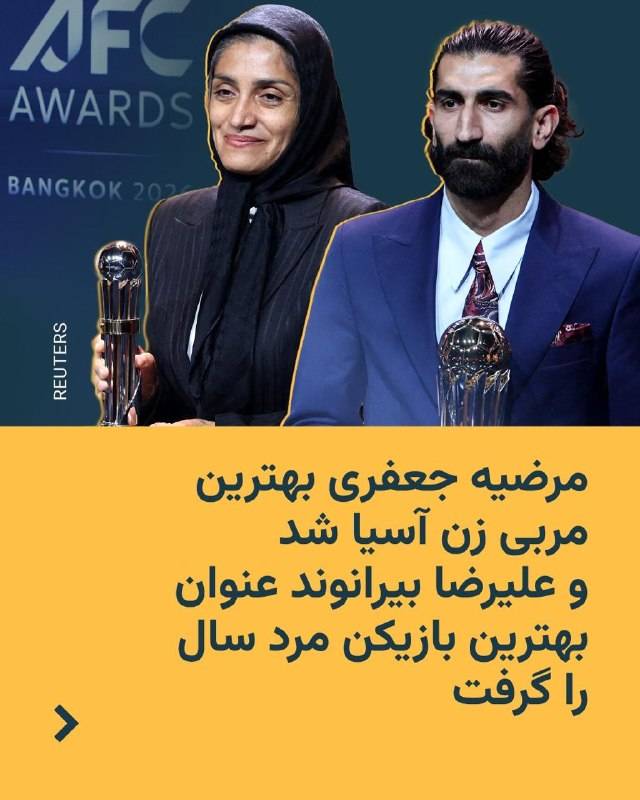 AFC
AWARDS
BANGKOK
REUTERS
مرضیه جعفری بهترین
مربی زن آسیا شد
و علیرضا بیرانوند عنوان
بهترین بازیکن مرد سال
را گرفت